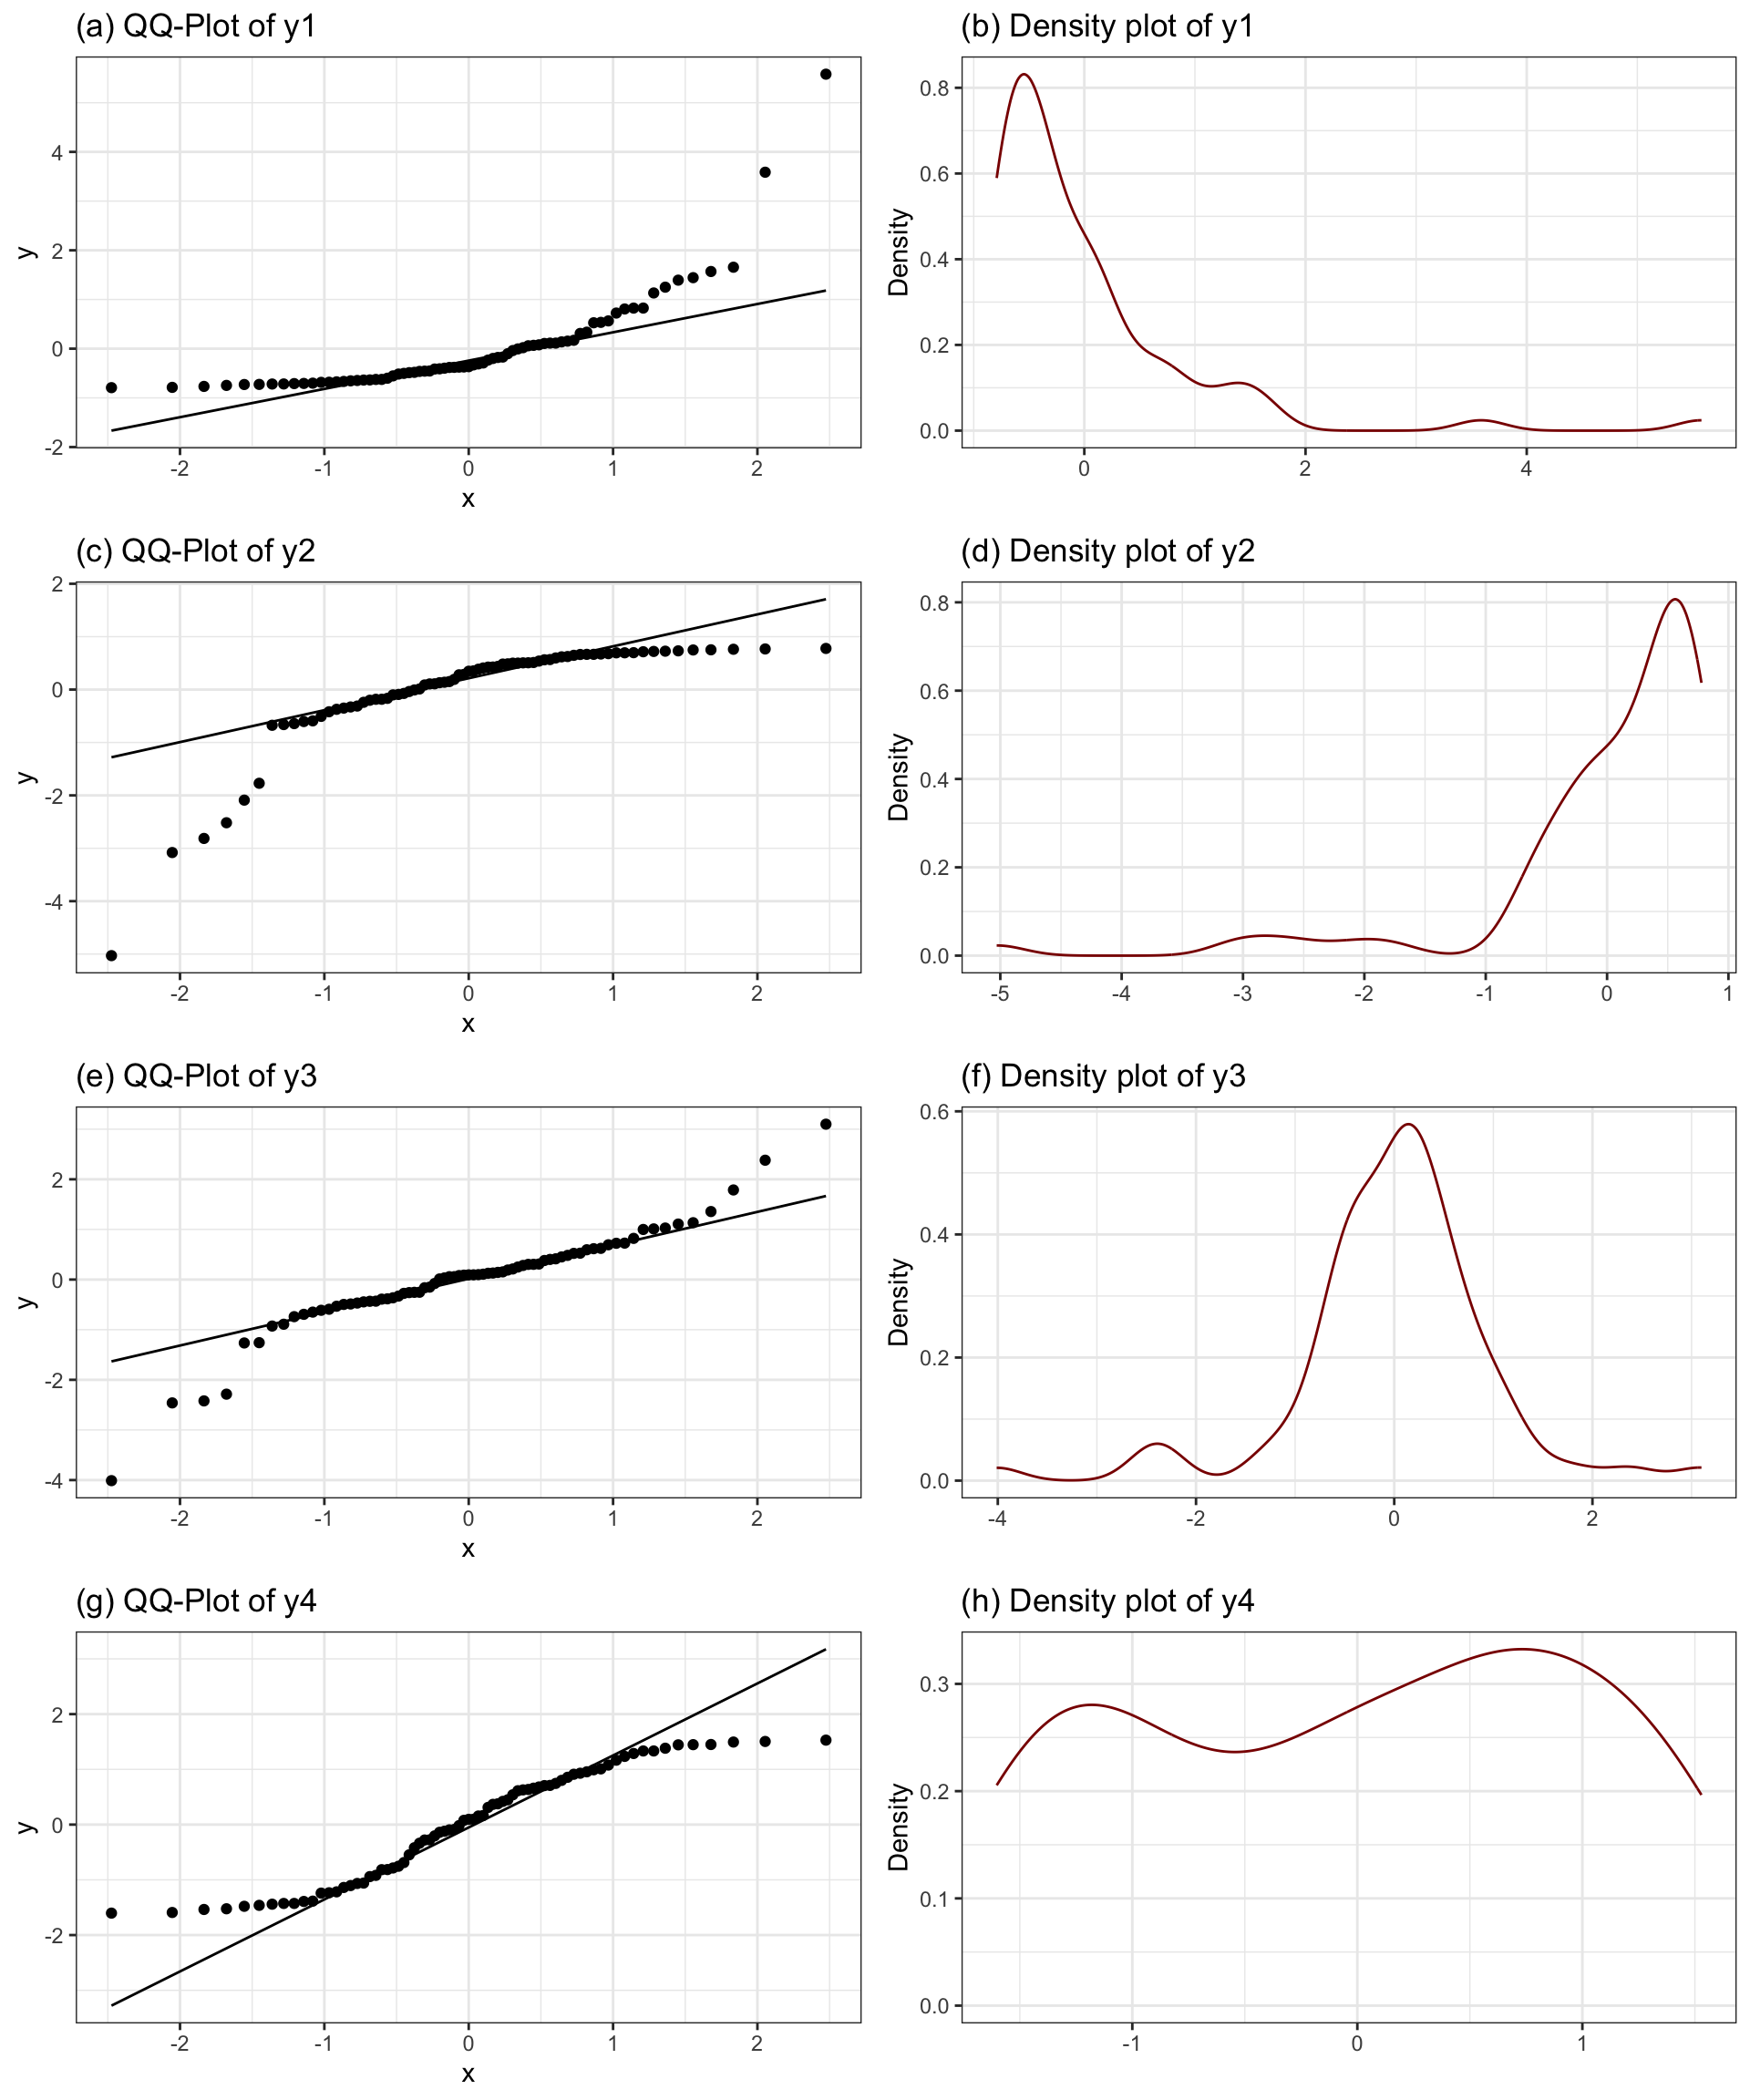 (a) QQ-Plot of y1
4
2
0
-2
y
-2 -1 0 1 2
x
(b) Density plot of y1
0.8
0.6
0.4
0.2
0.0
Density
0 2 4
(c) QQ-Plot of y2
2
0
-2
-4
y
-2 -1 0 1 2
x
(d) Density plot of y2
0.8
0.6
0.4
0.2
0.0
Density
-5 -4 -3 -2 -1 0 1
(e) QQ-Plot of y3
2
0
-2
-4
y
-2 -1 0 1 2
x
(f) Density plot of y3
0.6
0.4
0.2
0.0
Density
-4 -2 0 2
(g) QQ-Plot of y4
2
0
-2
y
-2 -1 0 1 2
x
(h) Density plot of y4
0.3
0.2
0.1
0.0
Density
-1 0 1